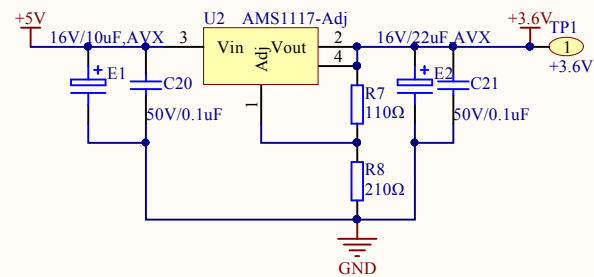 +5V
U2 AMS1117-Adj
+3.6V
TP1
16V/10uF,AVX
3
Vin
Vout
Adj
2
4
1
16V/22uF,AVX
1
+3.6V
E1
C20
50V/0.1uF
R7
110Ω
E2
C21
50V/0.1uF
R8
210Ω
GND